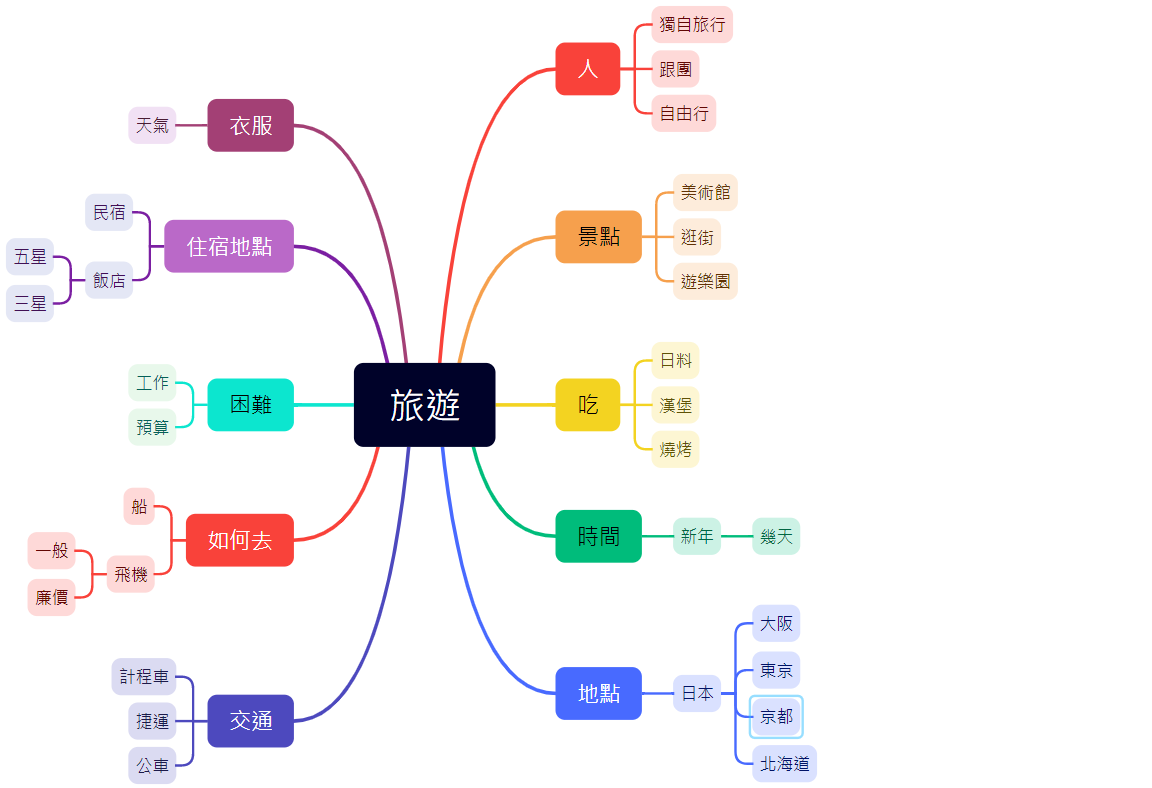 旅遊
人
獨自旅行
跟團
自由行
景點
美術館
逛街
遊樂園
吃
日料
漢堡
燒烤
時間
新年
幾天
地點
日本
大阪
東京
京都
北海道
衣服
天氣
住宿地點
民宿
飯店
五星
三星
困難
工作
預算
如何去
船
飛機
一般
廉價
交通
計程車
捷運
公車